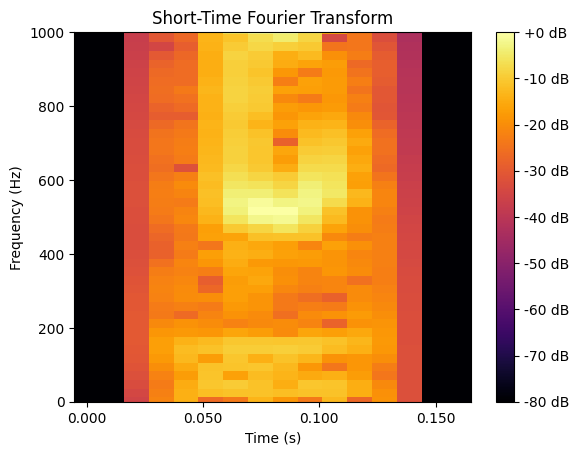 Short-Time Fourier Transform
1000
800
600
400
200
0
Frequency (Hz)
0.000
0.050
0.100
0.150
Time (s)
+0 dB
-10 dB
-20 dB
-30 dB
-40 dB
-50 dB
-60 dB
-70 dB
-80 dB